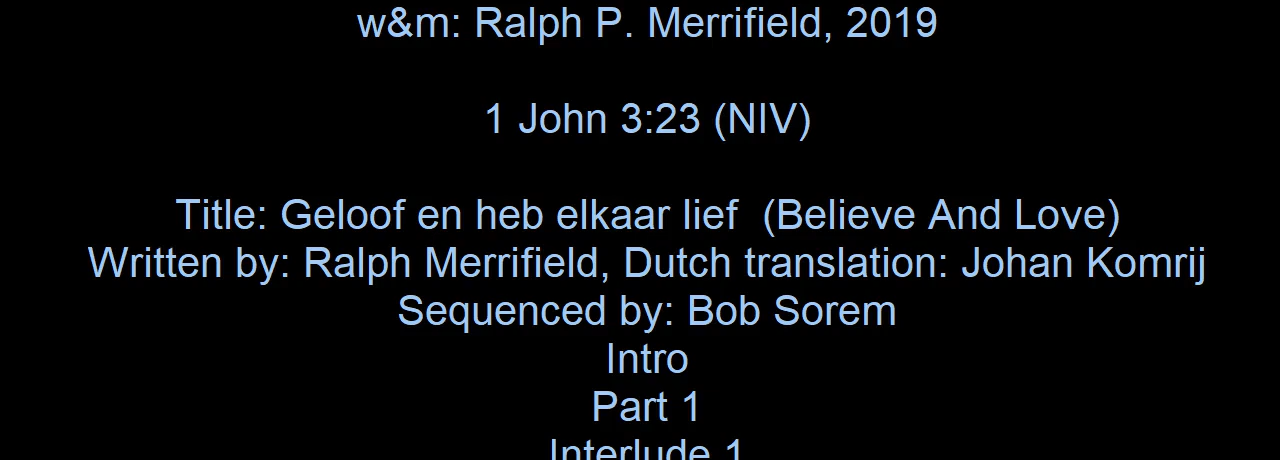 w&m: Ralph P. Merrifield, 2019
1 John 3:23 (NIV)
Title: Geloof en heb elkaar lief  (Believe And Love)
Written by: Ralph Merrifield, Dutch translation: Johan Komrij
Sequenced by: Bob Sorem
Intro
Part 1
Interlude 1